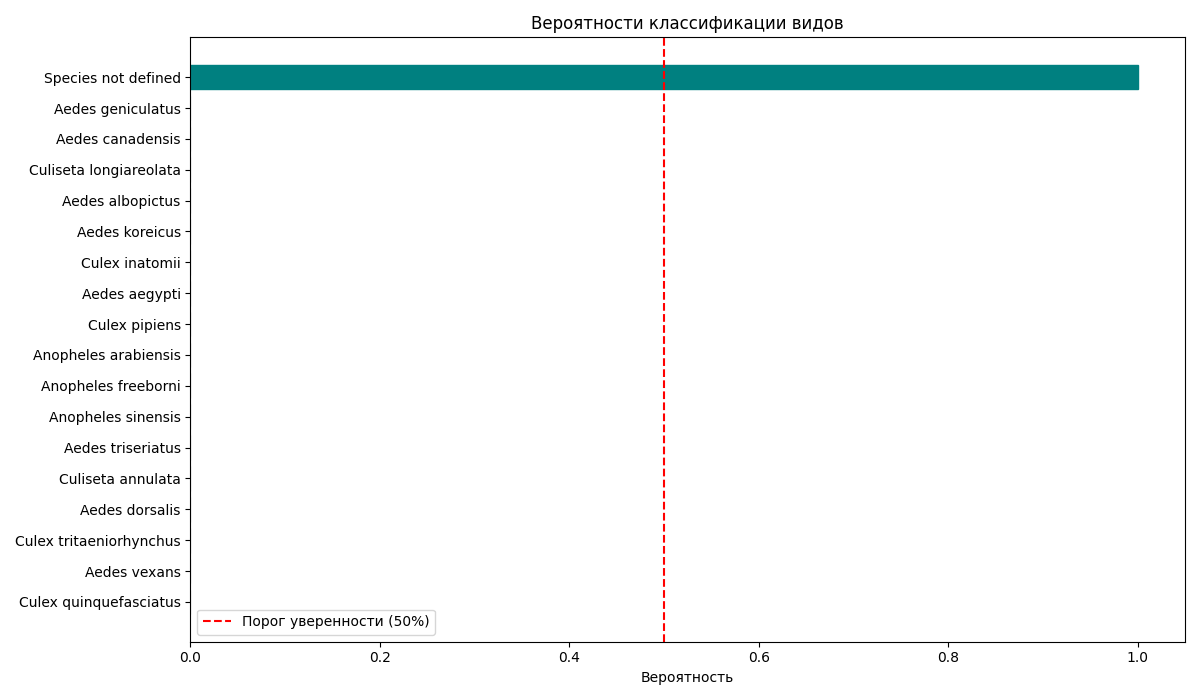 Вероятности классификации видов
Species not defined
Aedes geniculatus
Aedes canadensis
Culiseta longiareolata
Aedes albopictus
Aedes koreicus
Culex inatomii
Aedes aegypti
Culex pipiens
Anopheles arabiensis
Anopheles freeborni
Anopheles sinensis
Aedes triseriatus
Culiseta annulata
Aedes dorsalis
Culex tritaeniorhynchus
Aedes vexans
Culex quinquefasciatus
Порог уверенности (50%)
0.0 0.2 0.4 0.6 0.8 1.0
Вероятность